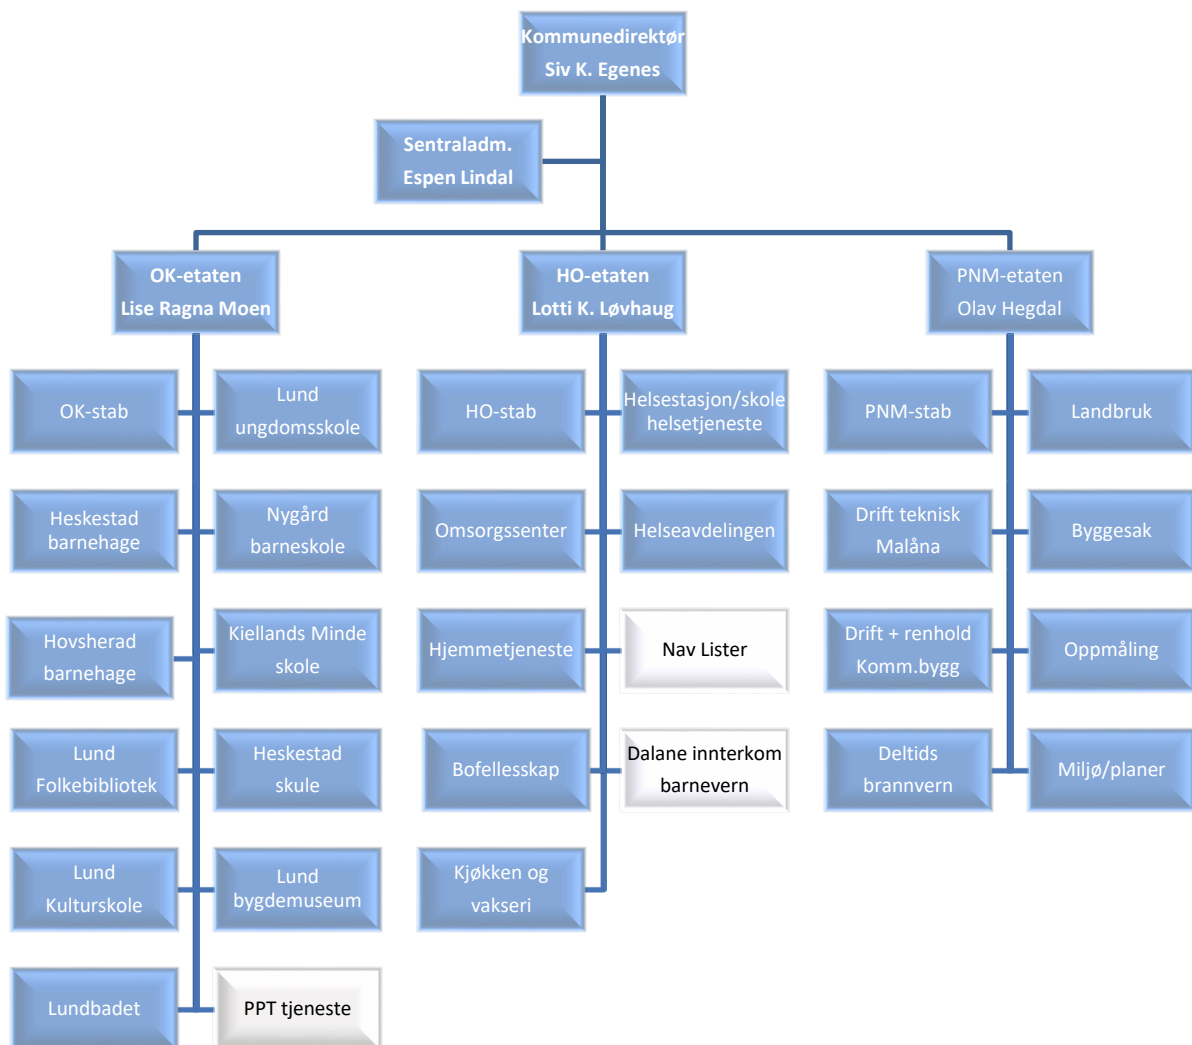 Kommunedirektør
Siv K. Egenes
Sentraladm.
Espen Lindal
OK-etaten
Lise Ragna Moen
HO-etaten
Lotti K. Løvhaug
PNM-etaten
Olav Hegdal
OK-stab
Lund
ungdomsskole
HO-stab
Helsestasjon/skole
helsetjeneste
PNM-stab
Landbruk
Heskestad
barnehage
Nygård
barneskole
Omsorgssenter
Helseavdelingen
Drift teknisk
Malåna
Byggesak
Hovsherad
barnehage
Kiellands Minde
skole
Hjemmetjeneste
Nav Lister
Drift + renhold
Komm.bygg
Oppmåling
Lund
Folkebibliotek
Heskestad
skule
Bofellesskap
Dalane innterkom
barnevern
Deltids
brannvern
Miljø/planer
Lund
Kulturskole
Lund
bygdemuseum
Kjøkken og
vakseri
Lundbadet
PPT tjeneste